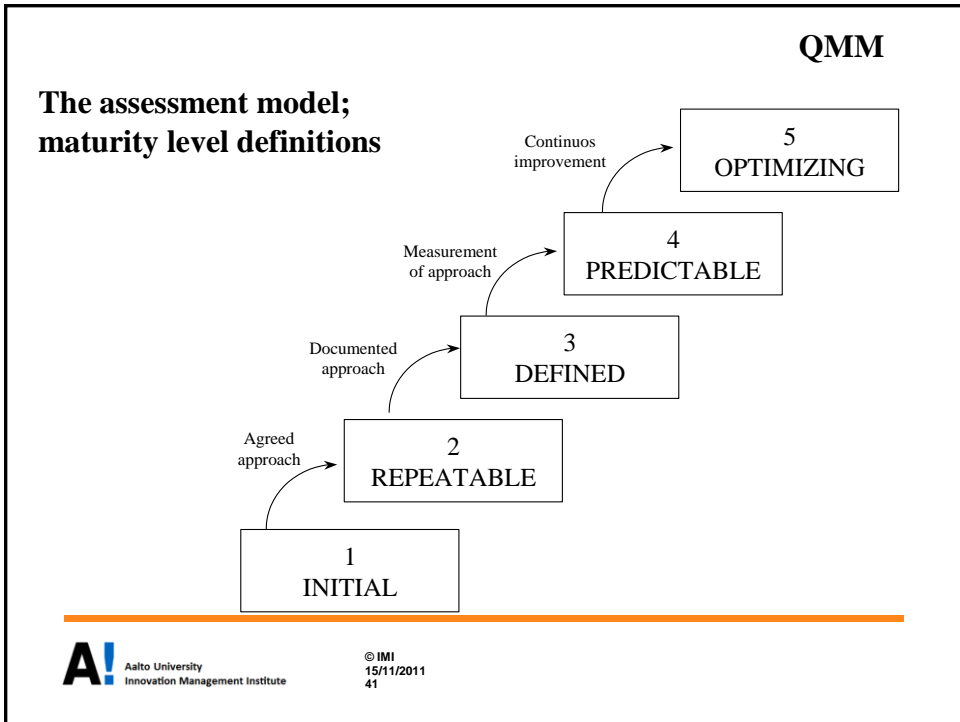 QMM
The assessment model;
maturity level definitions
5
OPTIMIZING
Continuos
improvement
4
PREDICTABLE
Measurement
of approach
3
DEFINED
Documented
approach
2
REPEATABLE
Agreed
approach
1
INITIAL
A!
Aalto University
Innovation Management Institute
© IMI
15/11/2011
41